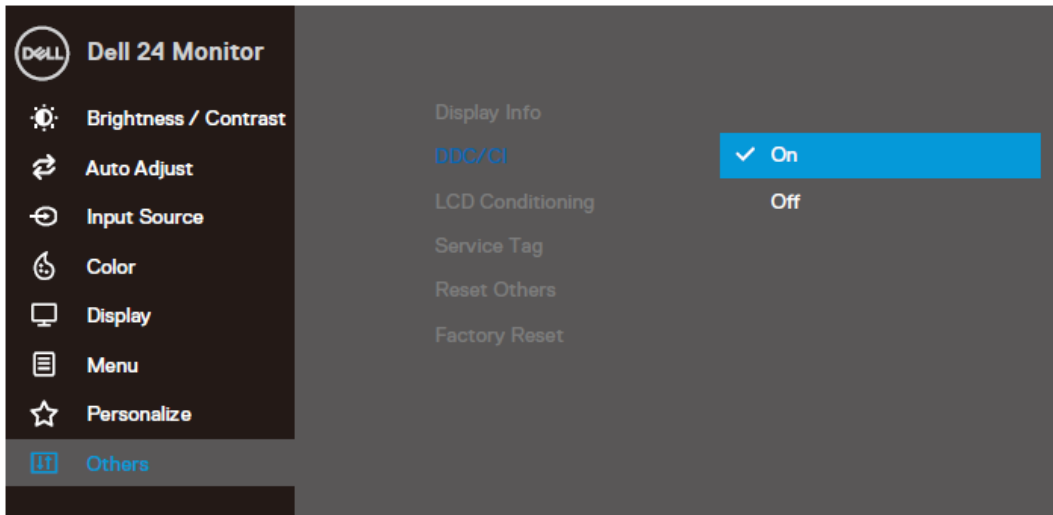 DELL Dell 24 Monitor
Brightness / Contrast
Auto Adjust
Input Source
Color
Display
Menu
Personalize
Others
Display Info
DDC/CI
LCD Conditioning
Service Tag
Reset Others
Factory Reset
On
Off